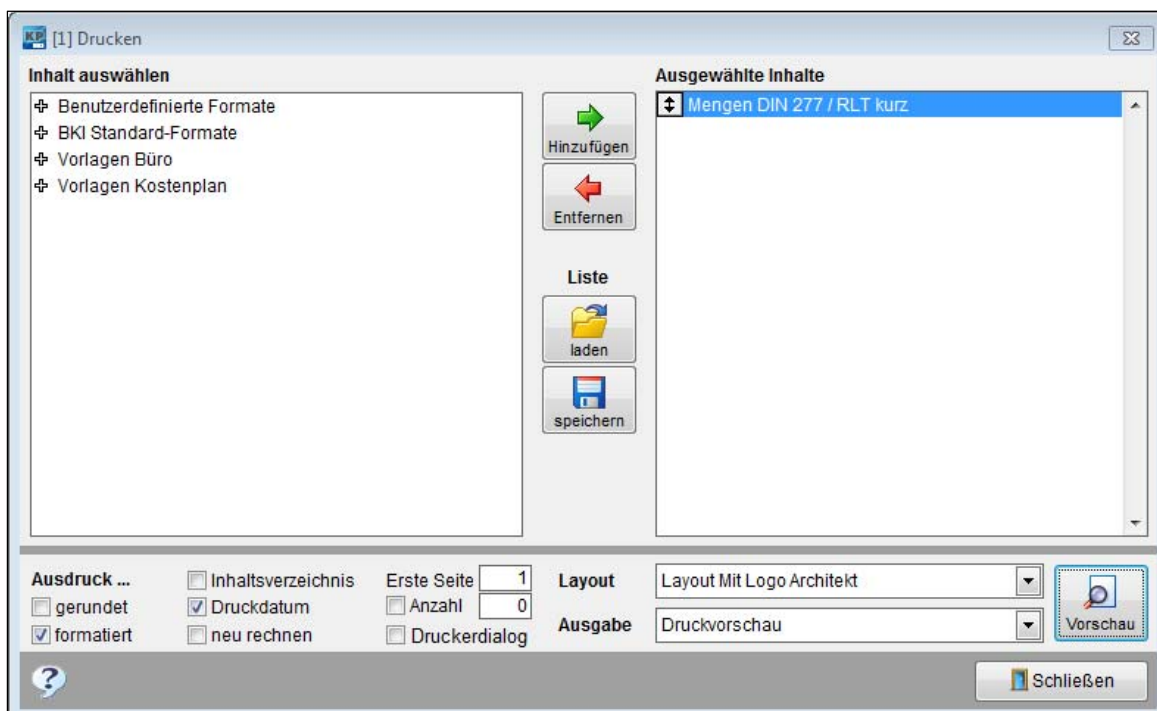 KP [1] Drucken
Inhalt auswählen
Benutzerdefinierte Formate
BKI Standard-Formate
Vorlagen Büro
Vorlagen Kostenplan
Hinzufügen
Entfernen
Liste
laden
speichern
Ausgewählte Inhalte
Mengen DIN 277 / RLT kurz
Ausdruck ...
gerundet
formatiert
Inhaltsverzeichnis
Druckdatum
neu rechnen
Erste Seite 1
Anzahl 0
Druckerdialog
Layout Layout Mit Logo Architekt
Ausgabe Druckvorschau
Vorschau
?
Schließen